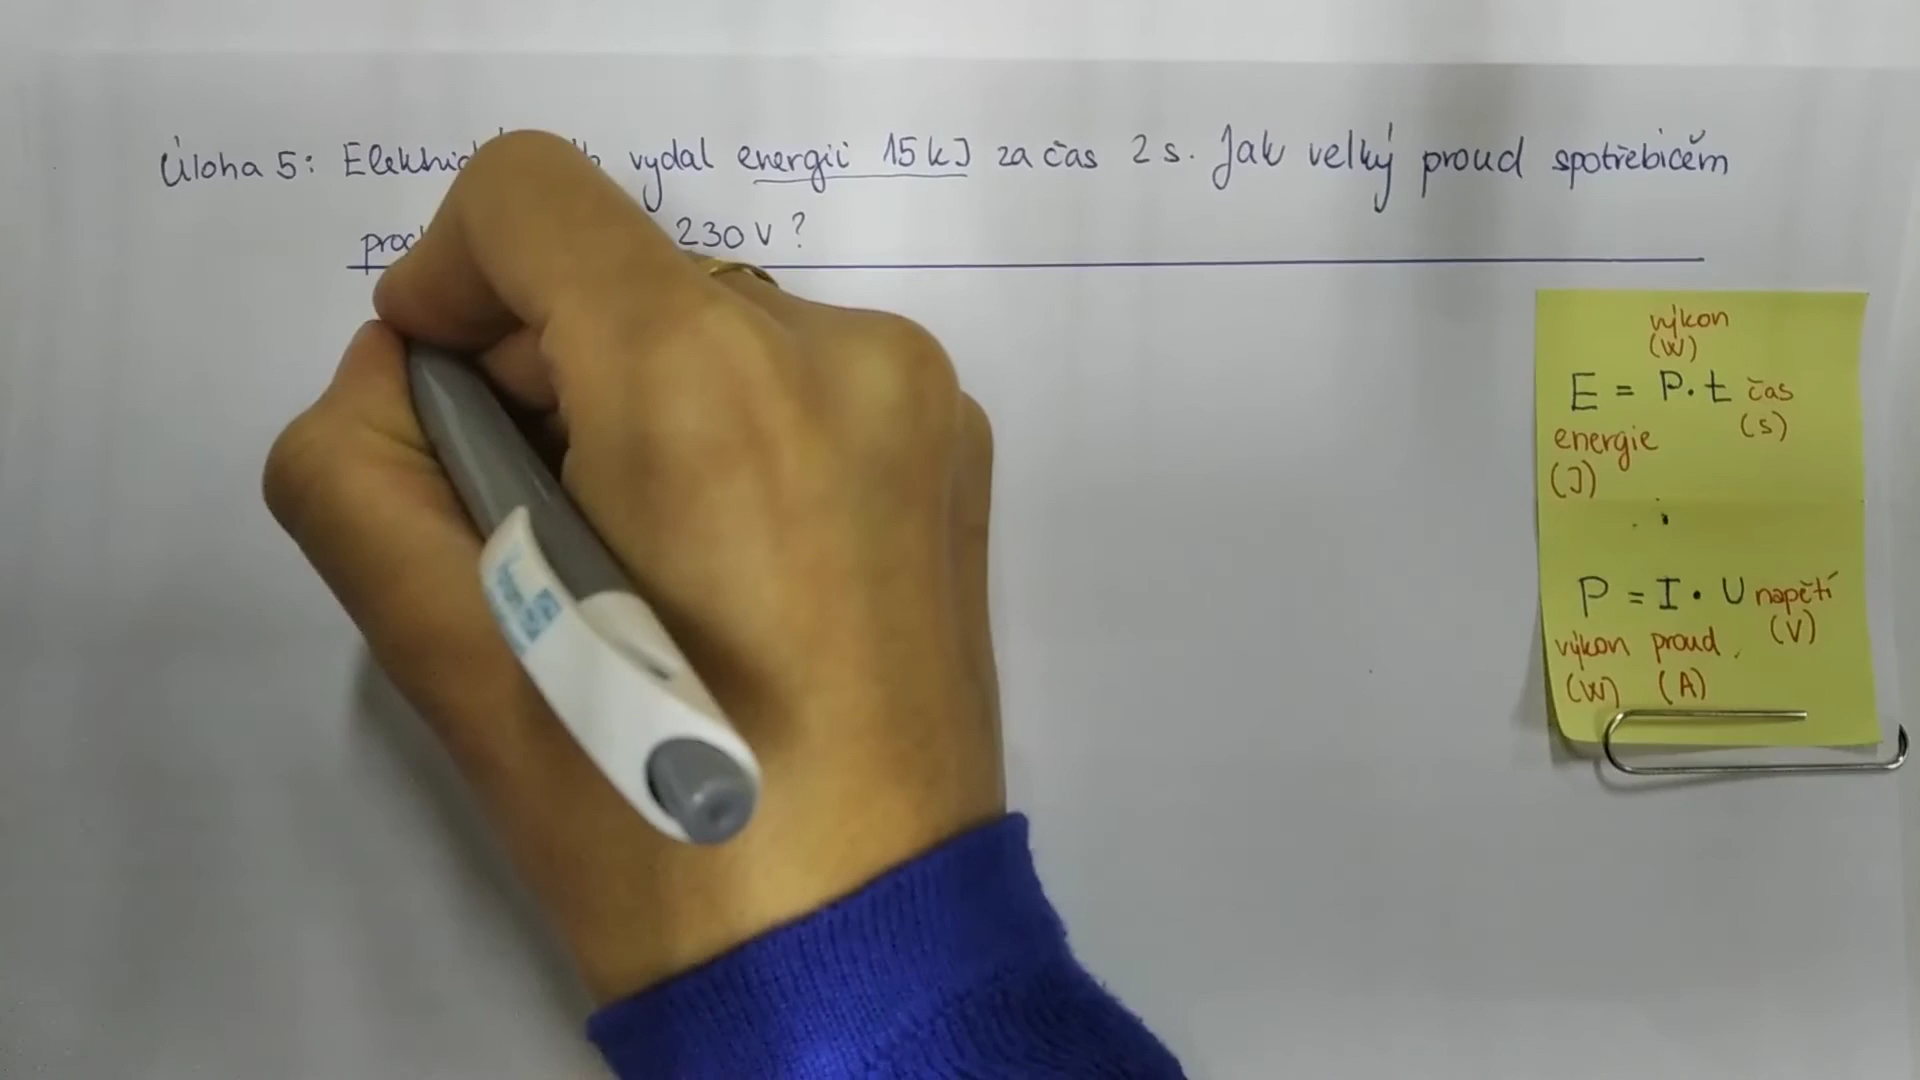 Úloha 5: vydal energii 15 kJ za čas 2 s. Jak velký proud spotřebičem
230 V ?
výkon
(W)
E = P · t čas
(s)
energie
(J)
P = I · U napětí
(V)
výkon proud
(W) (A)